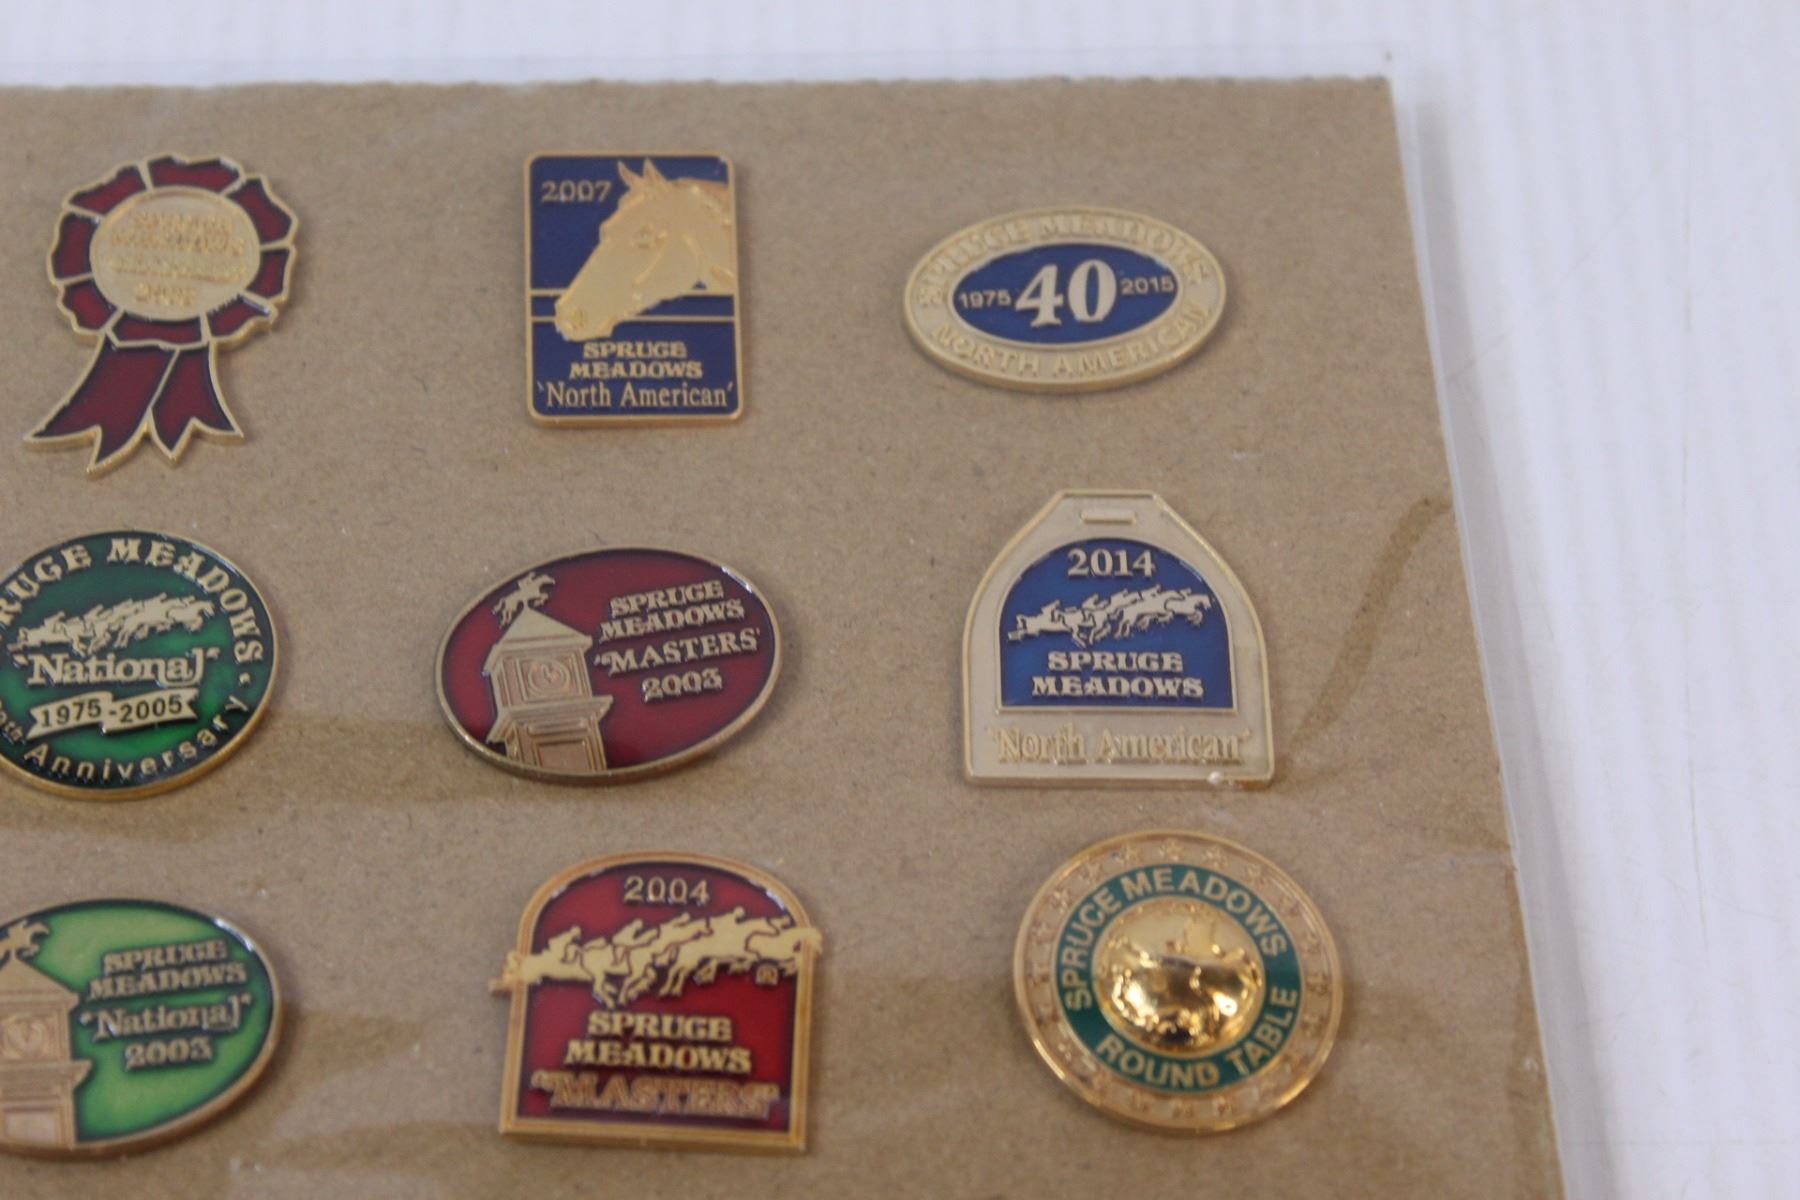 SPRUCE
MEADOWS
2007
SPRUCE
MEADOWS
'North American'
SPRUCE MEADOWS
1975 40 2015
NORTH AMERICAN
SPRUCE MEADOWS
"National"
1975-2005
Anniversary
SPRUCE
MEADOWS
"MASTERS"
2003
2014
SPRUCE
MEADOWS
'North American'
SPRUCE
MEADOWS
"National"
2003
2004
SPRUCE
MEADOWS
"MASTERS"
SPRUCE MEADOWS
ROUND TABLE